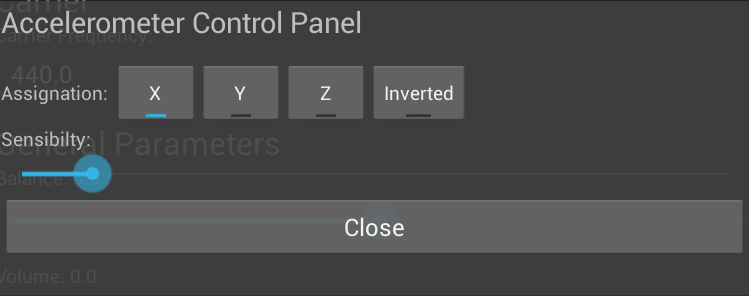 Carrier
Accelerometer Control Panel
Carrier Frequency:
440.0
Assignation: X Y Z Inverted
Sensibilty:
General Parameters
Balance:
Close
Volume: 0.0